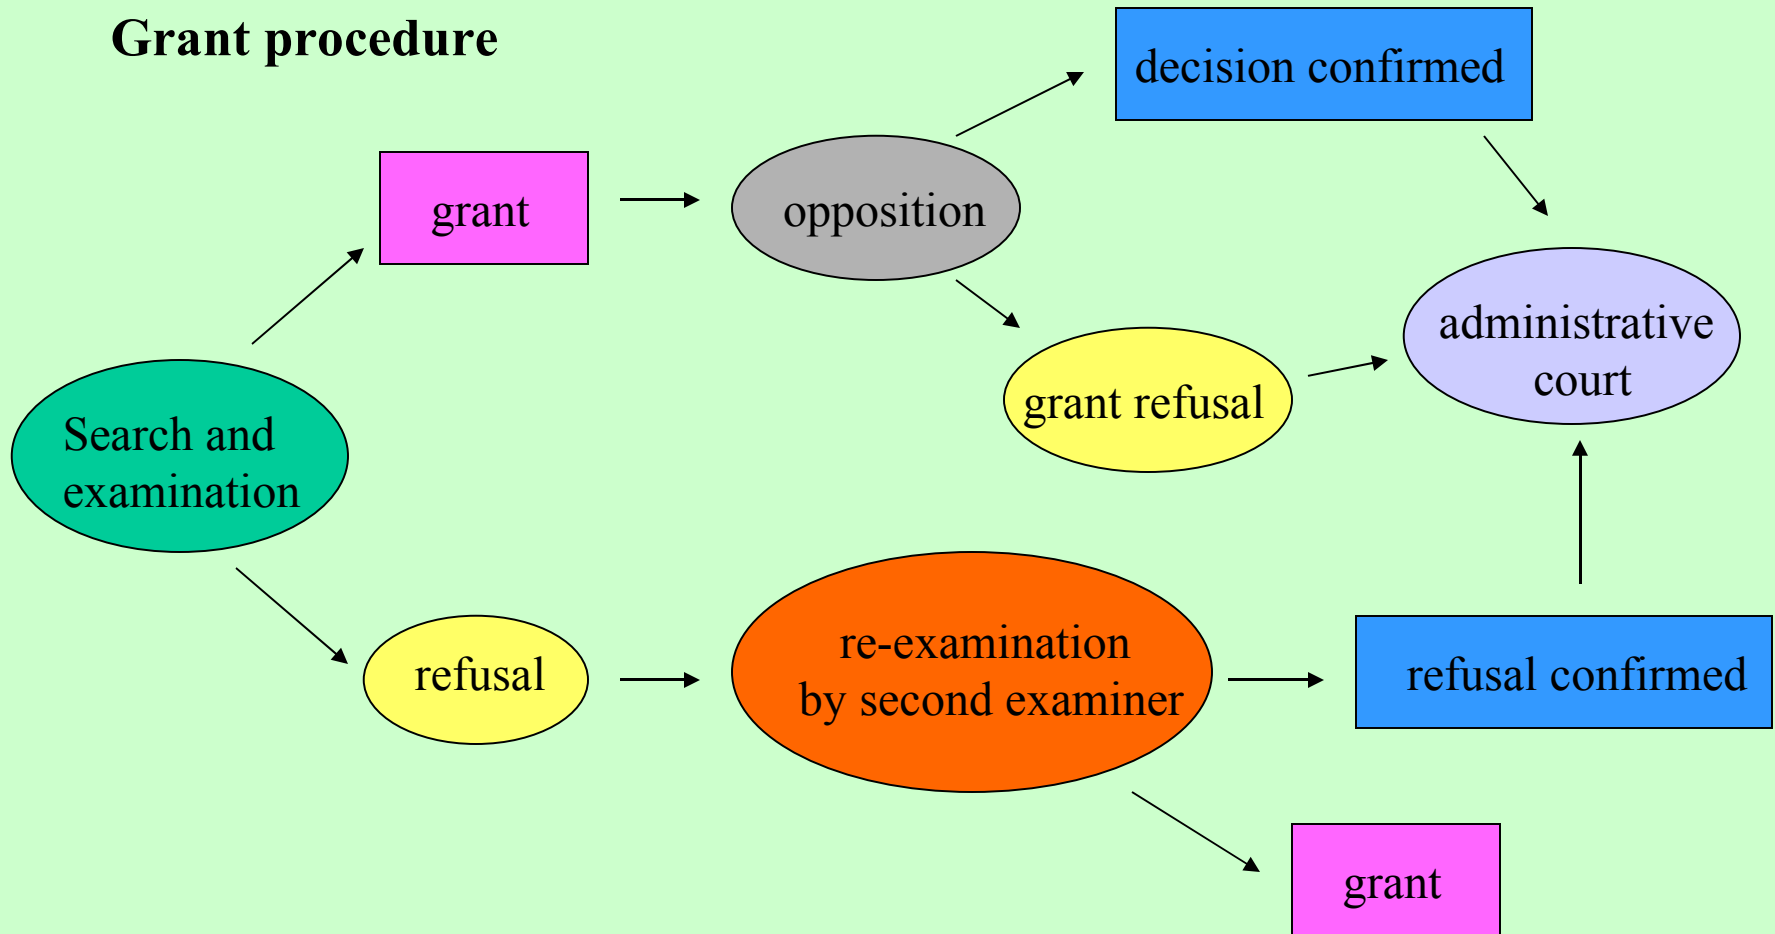 Grant procedure
decision confirmed
grant
opposition
administrative
court
grant refusal
Search and
examination
re-examination
by second examiner
refusal
refusal confirmed
grant